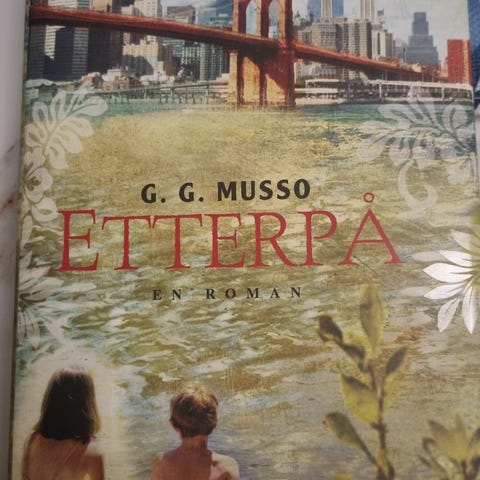 G. G. MUSSO
ETTERPÅ
EN ROMAN